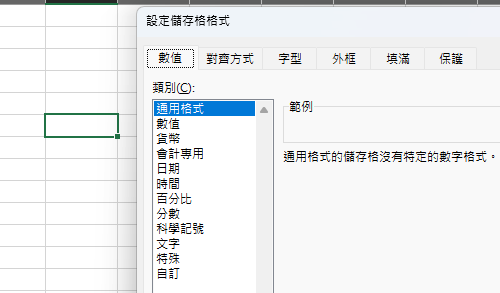 設定儲存格格式
數值 對齊方式 字型 外框 填滿 保護
類別(C):
通用格式
數值
貨幣
會計專用
日期
時間
百分比
分數
科學記號
文字
特殊
自訂
範例
通用格式的儲存格沒有特定的數字格式。